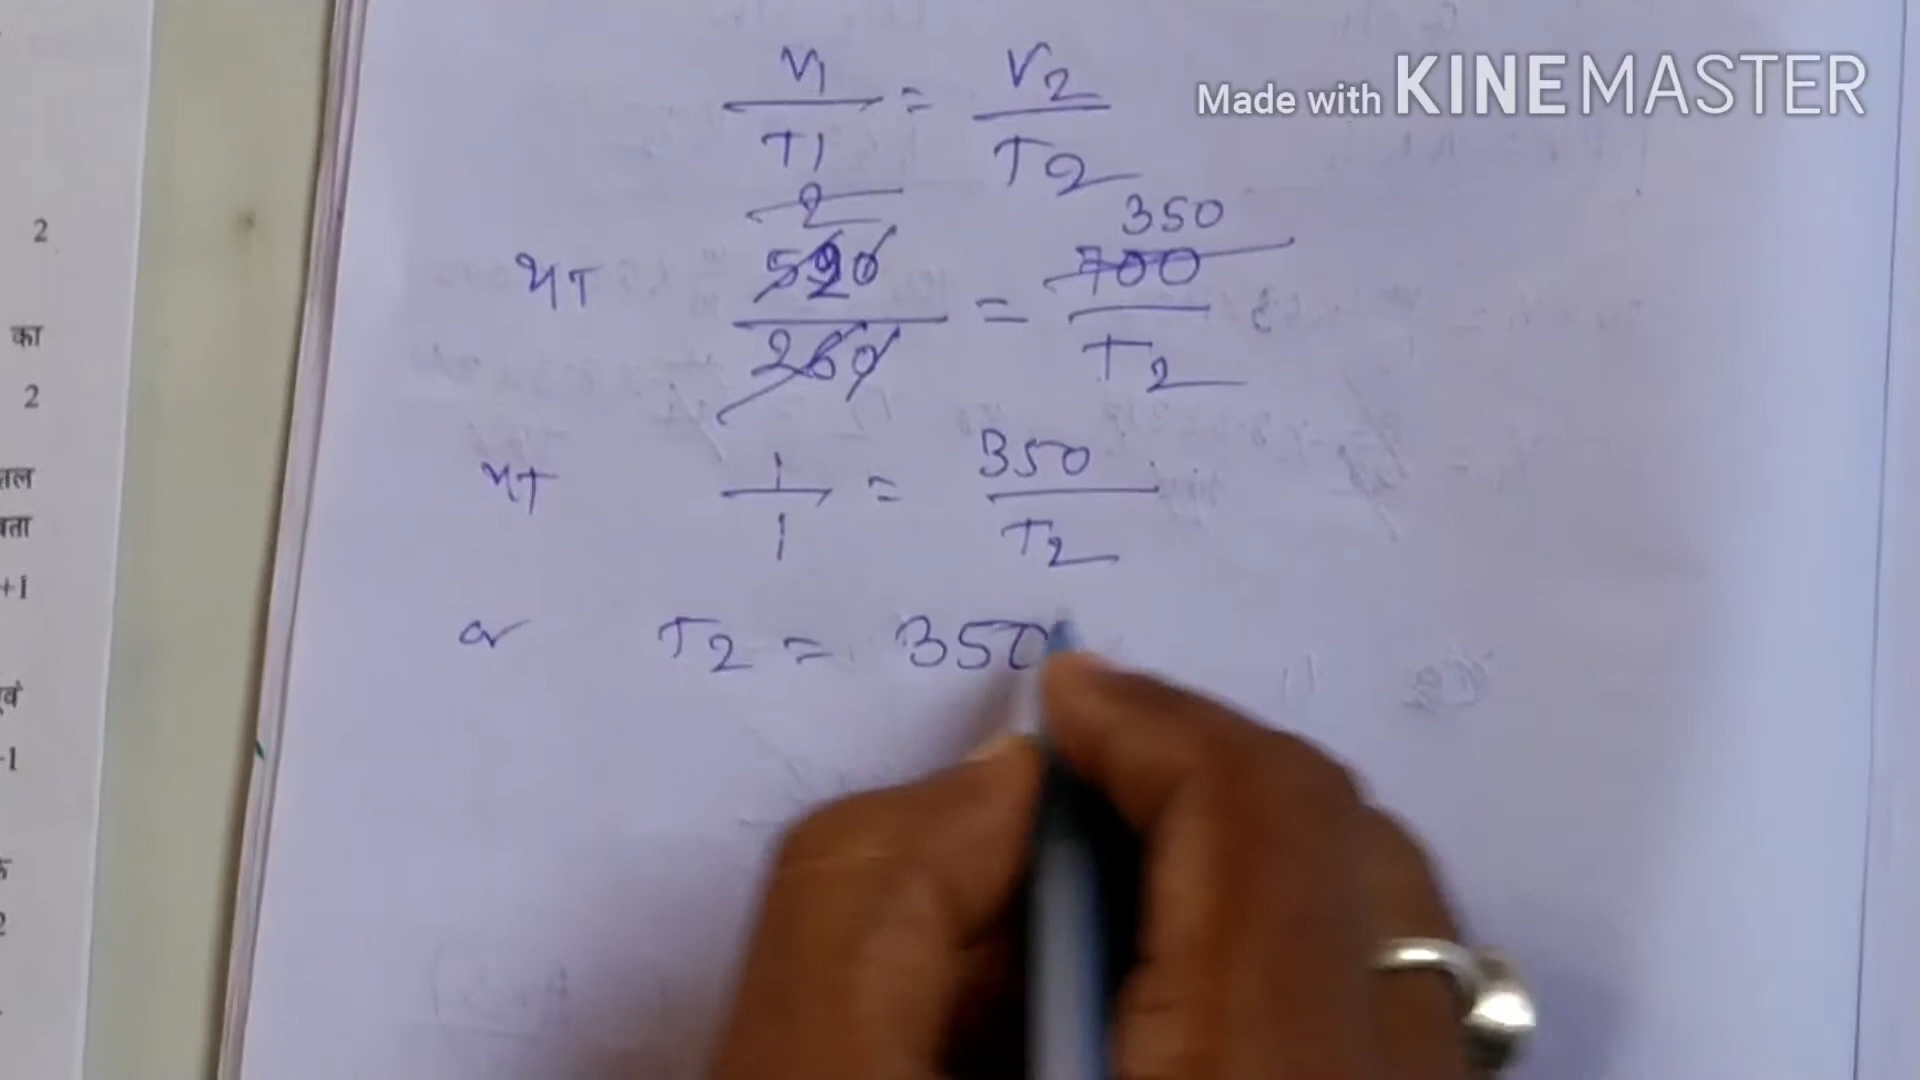 Made with KINEMASTER
V1 / T1 = V2 / T2
2 350
या 520 / 260 = 700 / T2
या 1 / 1 = 350 / T2
or T2 = 350
2
का
2
+1
-1
2